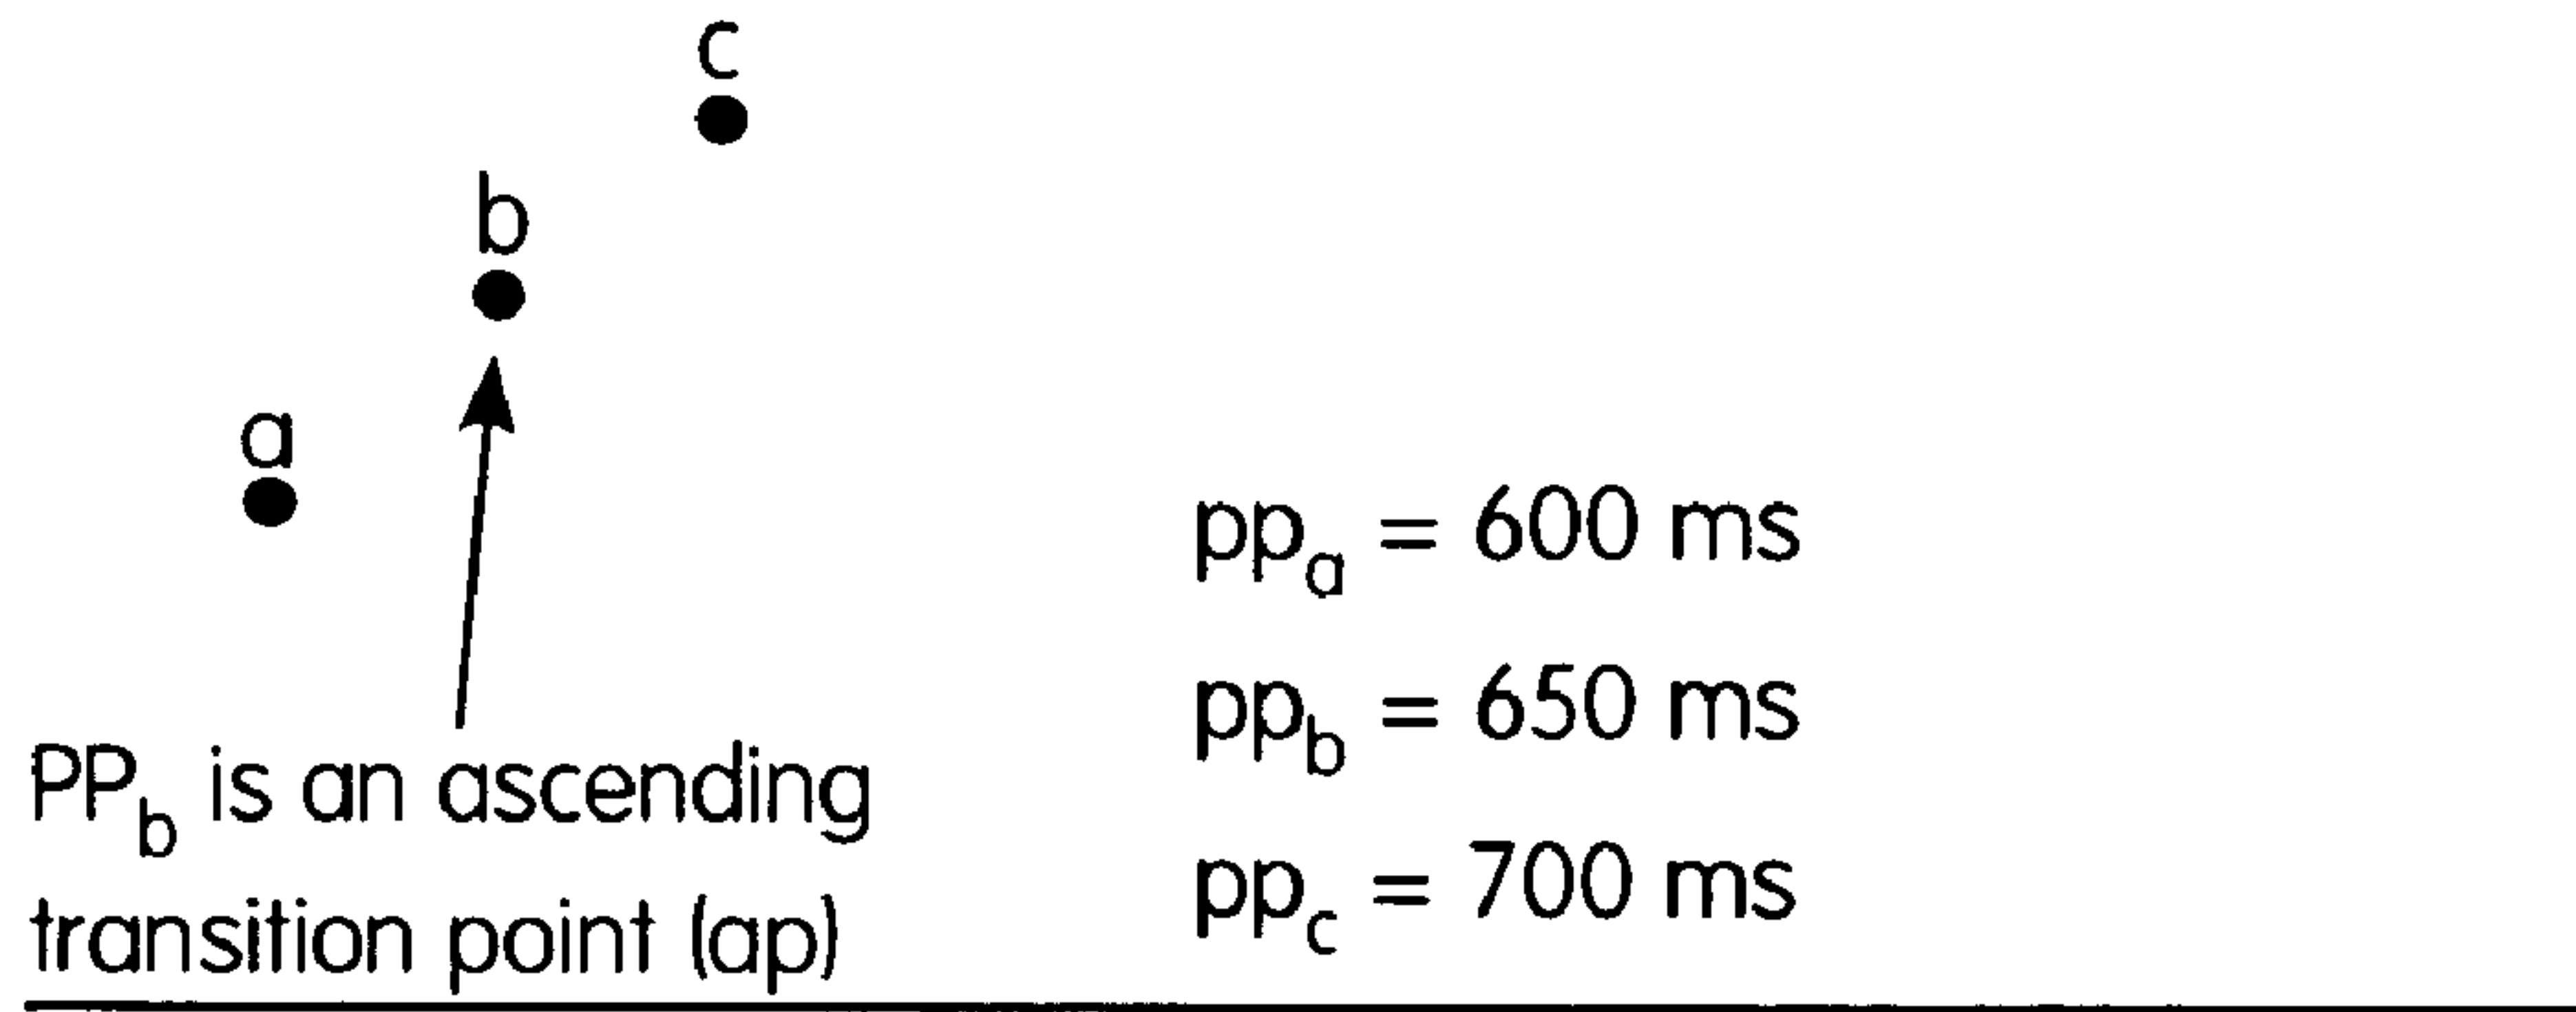 c
b
a
pp_a = 600 ms
pp_b = 650 ms
PP_b is an ascending
transition point (ap)
pp_c = 700 ms